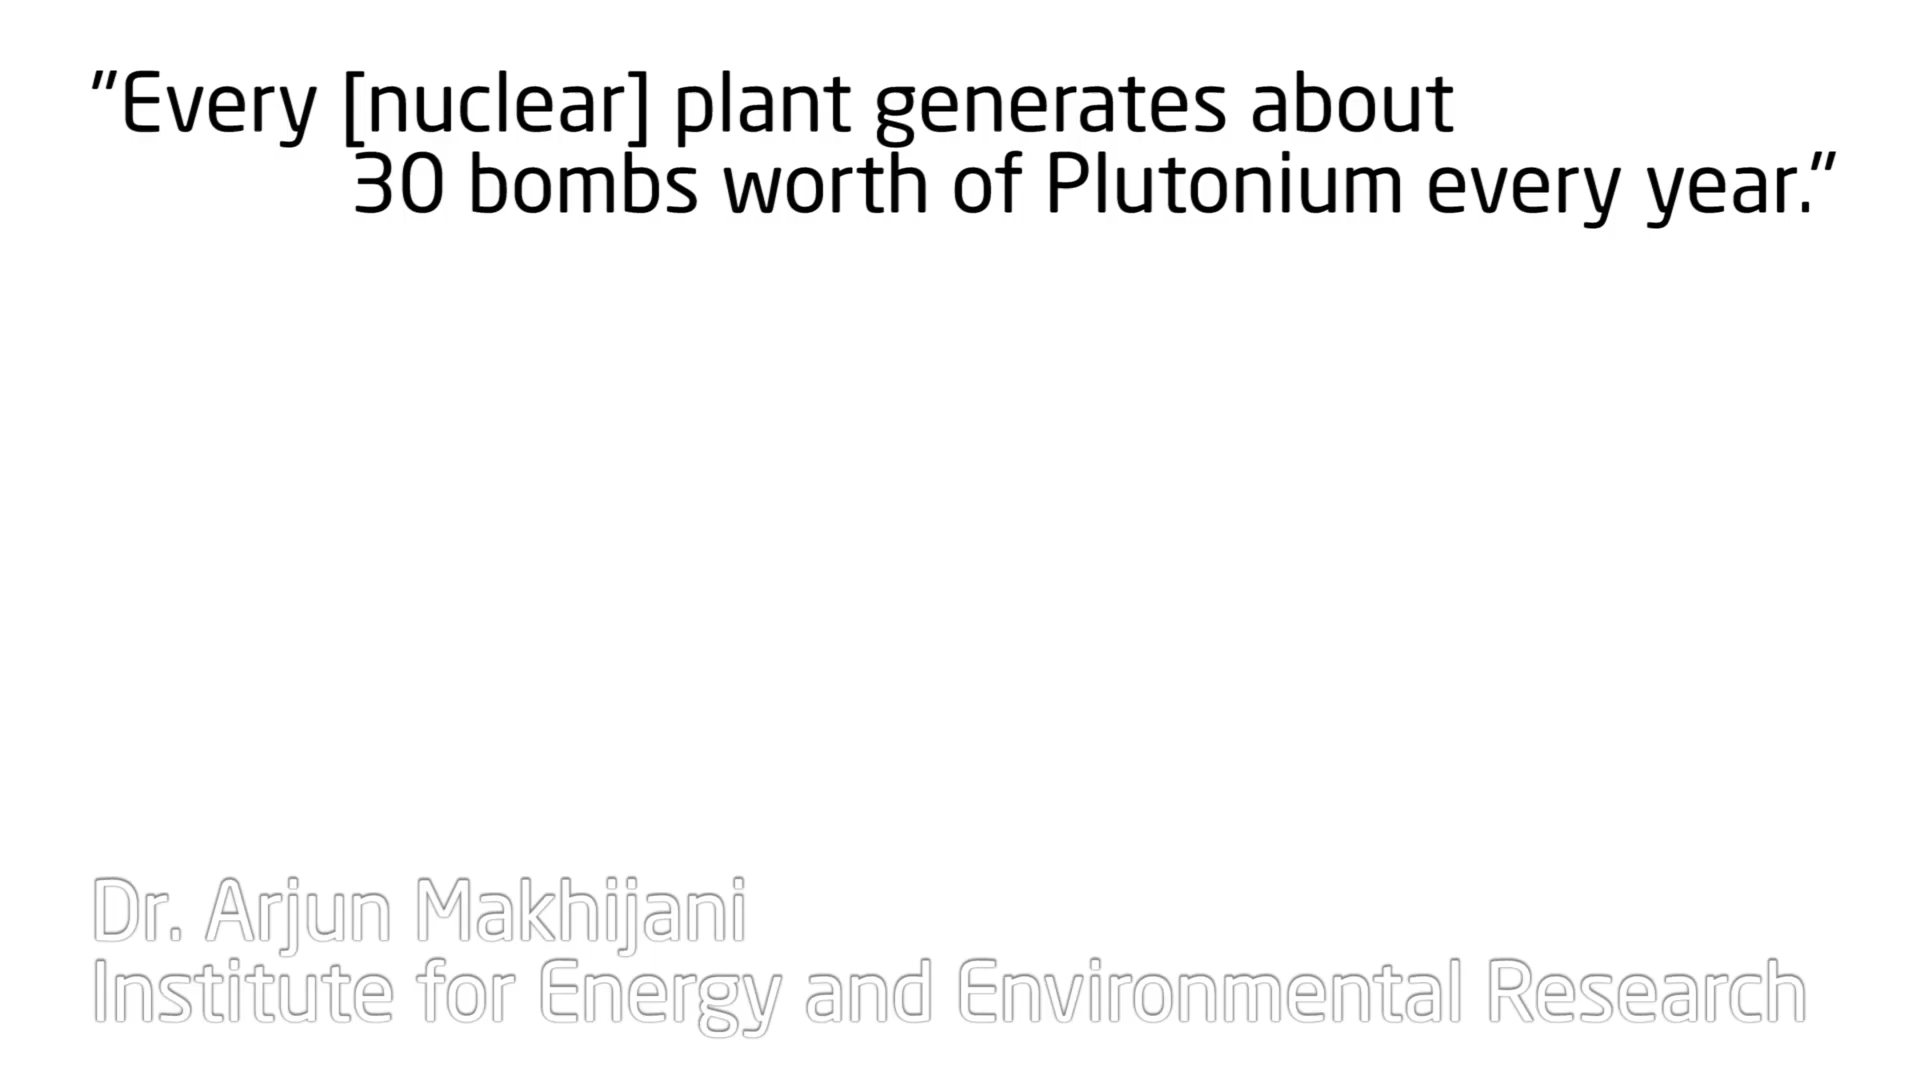 "Every [nuclear] plant generates about
30 bombs worth of Plutonium every year."
Dr. Arjun Makhijani
Institute for Energy and Environmental Research